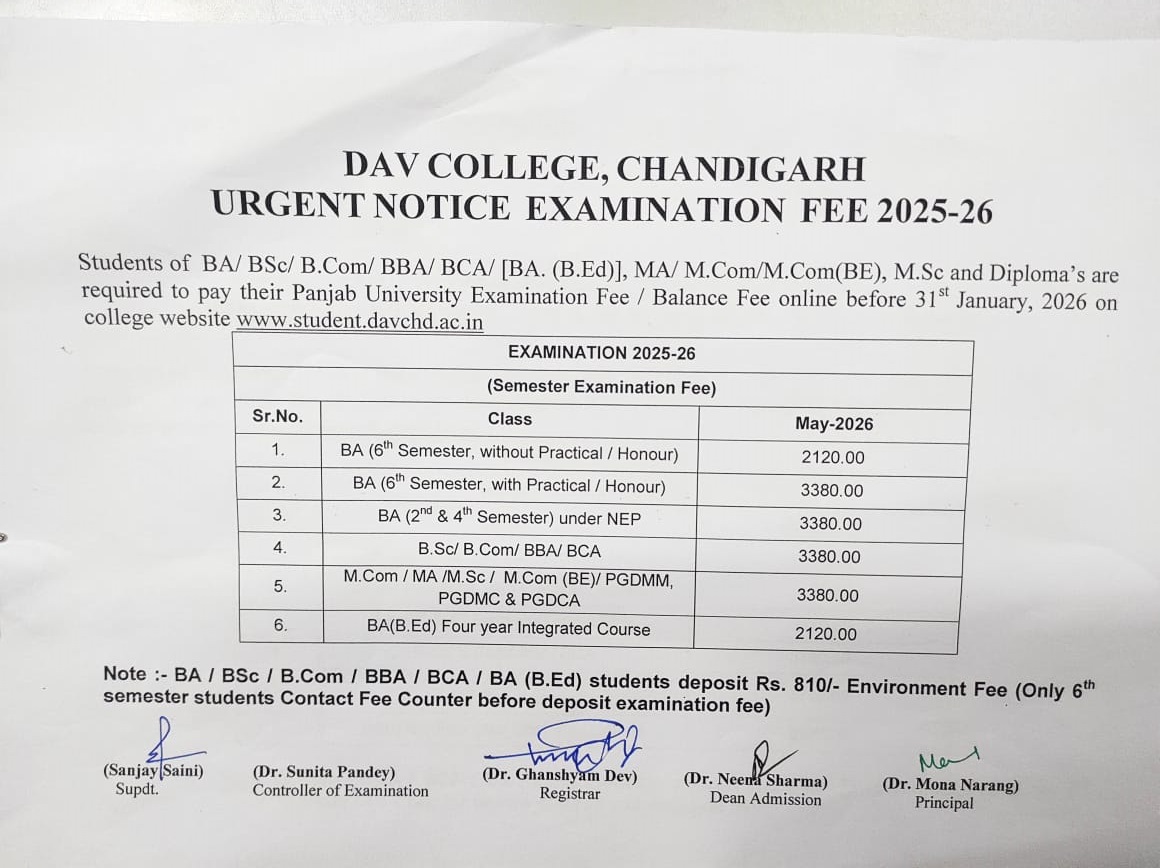 DAV COLLEGE, CHANDIGARH
URGENT NOTICE EXAMINATION FEE 2025-26
Students of BA/ BSc/ B.Com/ BBA/ BCA/ [BA. (B.Ed)], MA/ M.Com/M.Com(BE), M.Sc and Diploma's are
required to pay their Panjab University Examination Fee / Balance Fee online before 31st January, 2026 on
college website www.student.davchd.ac.in
EXAMINATION 2025-26
(Semester Examination Fee)
Sr.No. Class May-2026
1. BA (6th Semester, without Practical / Honour) 2120.00
2. BA (6th Semester, with Practical / Honour) 3380.00
3. BA (2nd & 4th Semester) under NEP 3380.00
4. B.Sc/ B.Com/ BBA/ BCA 3380.00
5. M.Com / MA /M.Sc / M.Com (BE)/ PGDMM,
PGDMC & PGDCA 3380.00
6. BA(B.Ed) Four year Integrated Course 2120.00
Note :- BA / BSc / B.Com / BBA / BCA / BA (B.Ed) students deposit Rs. 810/- Environment Fee (Only 6th
semester students Contact Fee Counter before deposit examination fee)
(Sanjay Saini) (Dr. Sunita Pandey) (Dr. Ghanshyam Dev) (Dr. Neena Sharma) (Dr. Mona Narang)
Supdt. Controller of Examination Registrar Dean Admission Principal